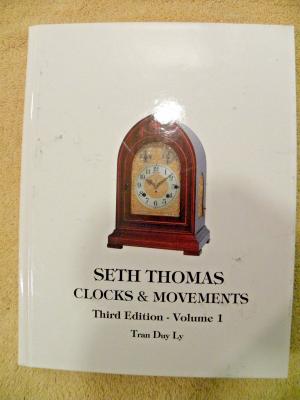 SETH THOMAS
CLOCKS & MOVEMENTS
Third Edition - Volume 1
Tran Duy Ly